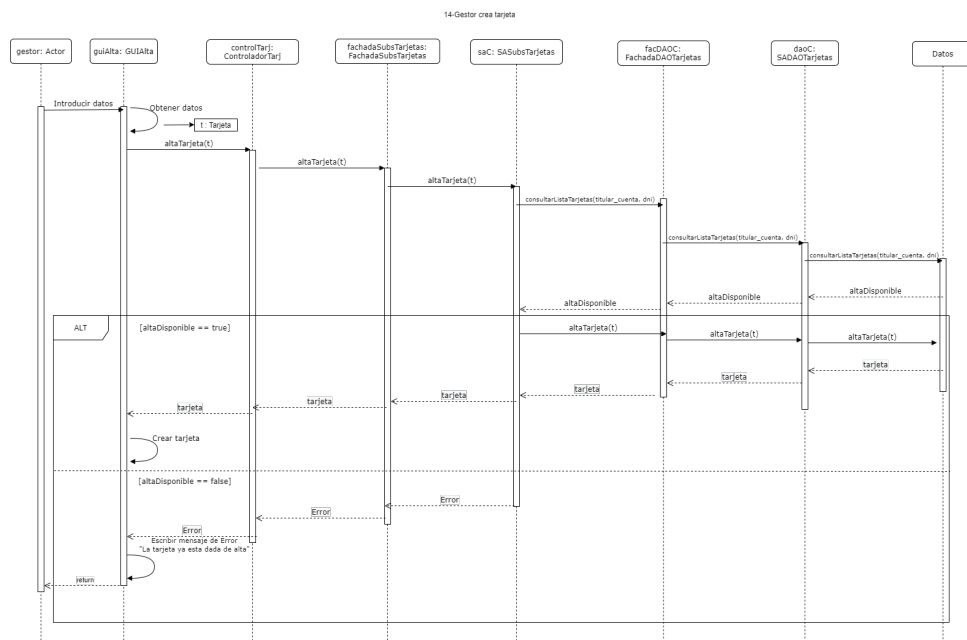 14-Gestor crea tarjeta
gestor: Actor
guiAlta: GUIAlta
controlTarj:
ControladorTarj
fachadaSubsTarjetas:
FachadaSubsTarjetas
saC: SASubsTarjetas
facDAOC:
FachadaDAOTarjetas
daoC:
SADAOTarjetas
Datos
Introducir datos
Obtener datos
t : Tarjeta
altaTarjeta(t)
altaTarjeta(t)
altaTarjeta(t)
consultarListaTarjetas(titular_cuenta. dni)
consultarListaTarjetas(titular_cuenta. dni)
consultarListaTarjetas(titular_cuenta. dni)
altaDisponible
altaDisponible
altaDisponible
ALT
[altaDisponible == true]
altaTarjeta(t)
altaTarjeta(t)
altaTarjeta(t)
tarjeta
tarjeta
tarjeta
tarjeta
tarjeta
tarjeta
Crear tarjeta
[altaDisponible == false]
Error
Error
Error
Escribir mensaje de Error
"La tarjeta ya esta dada de alta"
return